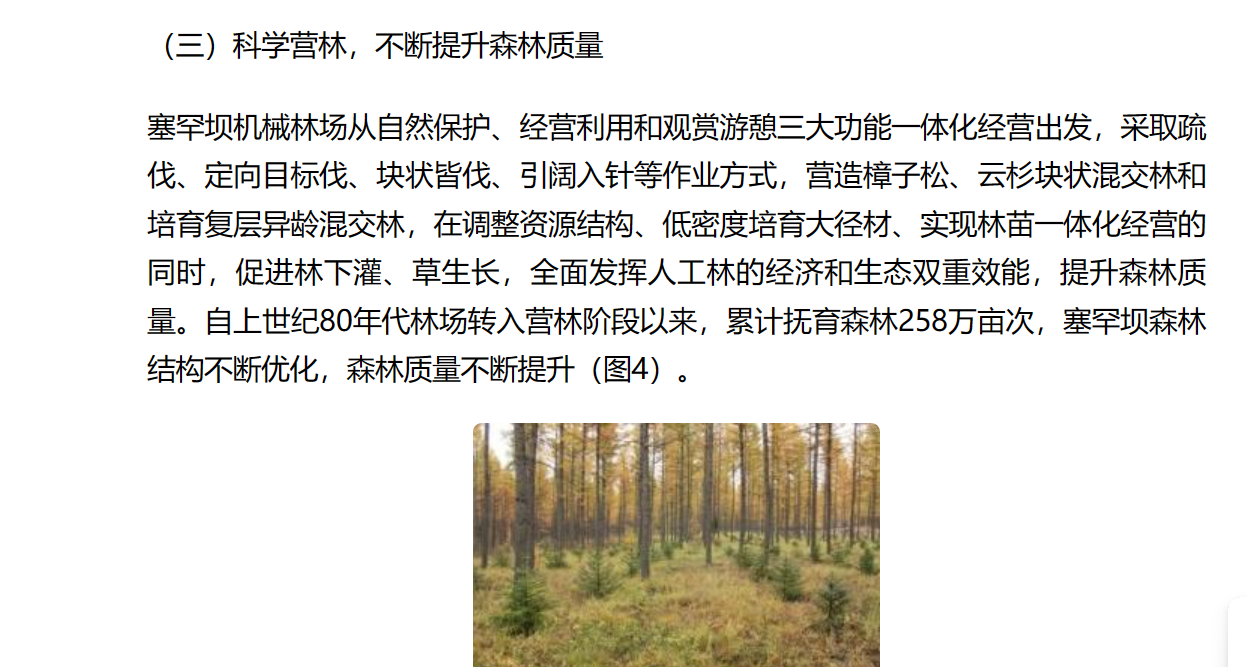 （三）科学营林，不断提升森林质量
塞罕坝机械林场从自然保护、经营利用和观赏游憩三大功能一体化经营出发，采取疏
伐、定向目标伐、块状皆伐、引阔入针等作业方式，营造樟子松、云杉块状混交林和
培育复层异龄混交林，在调整资源结构、低密度培育大径材、实现林苗一体化经营的
同时，促进林下灌、草生长，全面发挥人工林的经济和生态双重效能，提升森林质
量。自上世纪80年代林场转入营林阶段以来，累计抚育森林258万亩次，塞罕坝森林
结构不断优化，森林质量不断提升（图4）。